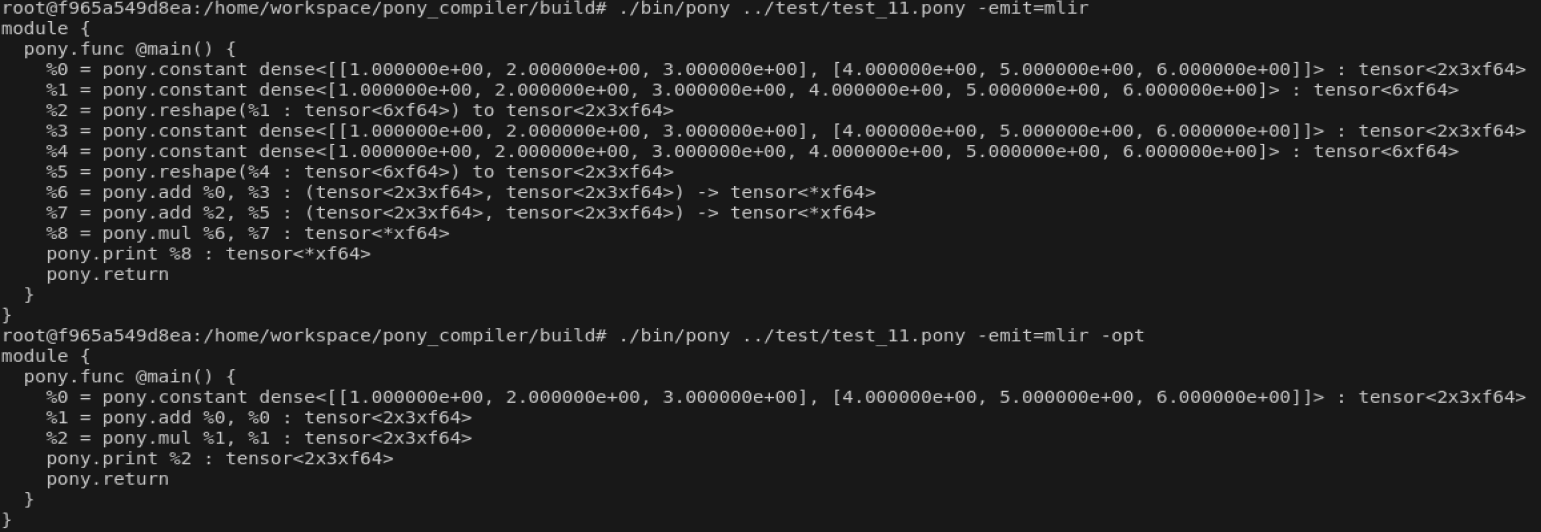 root@f965a549d8ea:/home/workspace/pony_compiler/build# ./bin/pony ../test/test_11.pony -emit=mlir
module {
  pony.func @main() {
    %0 = pony.constant dense<[[1.000000e+00, 2.000000e+00, 3.000000e+00], [4.000000e+00, 5.000000e+00, 6.000000e+00]]> : tensor<2x3xf64>
    %1 = pony.constant dense<[1.000000e+00, 2.000000e+00, 3.000000e+00, 4.000000e+00, 5.000000e+00, 6.000000e+00]> : tensor<6xf64>
    %2 = pony.reshape(%1 : tensor<6xf64>) to tensor<2x3xf64>
    %3 = pony.constant dense<[[1.000000e+00, 2.000000e+00, 3.000000e+00], [4.000000e+00, 5.000000e+00, 6.000000e+00]]> : tensor<2x3xf64>
    %4 = pony.constant dense<[1.000000e+00, 2.000000e+00, 3.000000e+00, 4.000000e+00, 5.000000e+00, 6.000000e+00]> : tensor<6xf64>
    %5 = pony.reshape(%4 : tensor<6xf64>) to tensor<2x3xf64>
    %6 = pony.add %0, %3 : (tensor<2x3xf64>, tensor<2x3xf64>) -> tensor<*xf64>
    %7 = pony.add %2, %5 : (tensor<2x3xf64>, tensor<2x3xf64>) -> tensor<*xf64>
    %8 = pony.mul %6, %7 : tensor<*xf64>
    pony.print %8 : tensor<*xf64>
    pony.return
  }
}
root@f965a549d8ea:/home/workspace/pony_compiler/build# ./bin/pony ../test/test_11.pony -emit=mlir -opt
module {
  pony.func @main() {
    %0 = pony.constant dense<[[1.000000e+00, 2.000000e+00, 3.000000e+00], [4.000000e+00, 5.000000e+00, 6.000000e+00]]> : tensor<2x3xf64>
    %1 = pony.add %0, %0 : tensor<2x3xf64>
    %2 = pony.mul %1, %1 : tensor<2x3xf64>
    pony.print %2 : tensor<2x3xf64>
    pony.return
  }
}